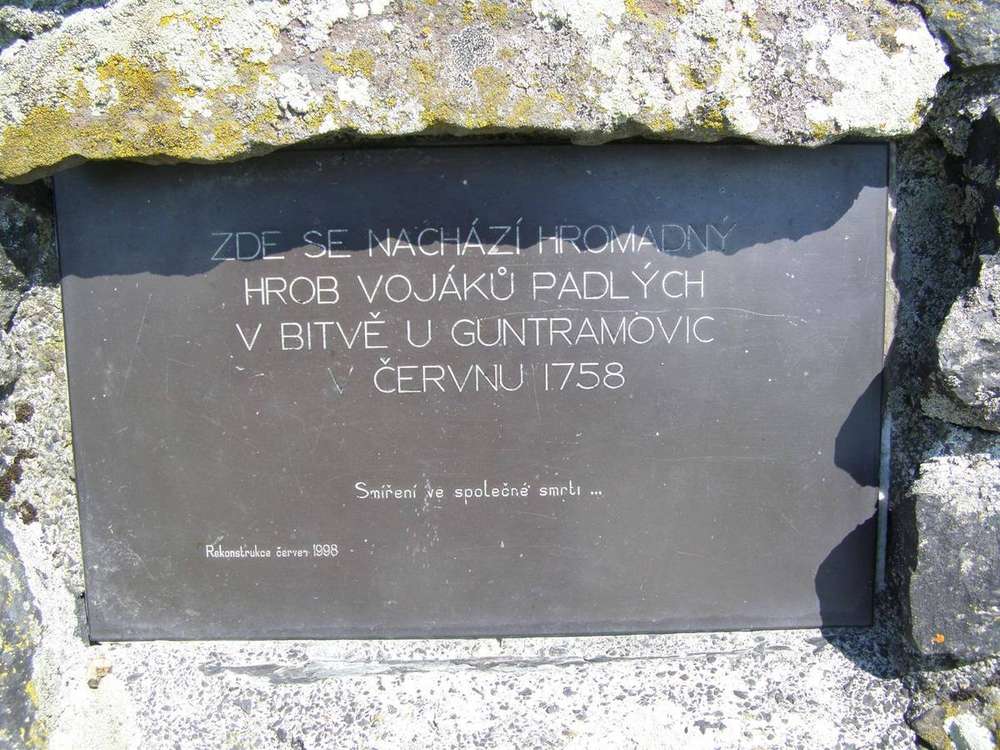 ZDE SE NACHÁZÍ HROMADNÝ
HROB VOJÁKŮ PADLÝCH
V BITVĚ U GUNTRAMOVIC
V ČERVNU 1758
Smíření ve společné smrti ...
Rekonstrukce červen 1998